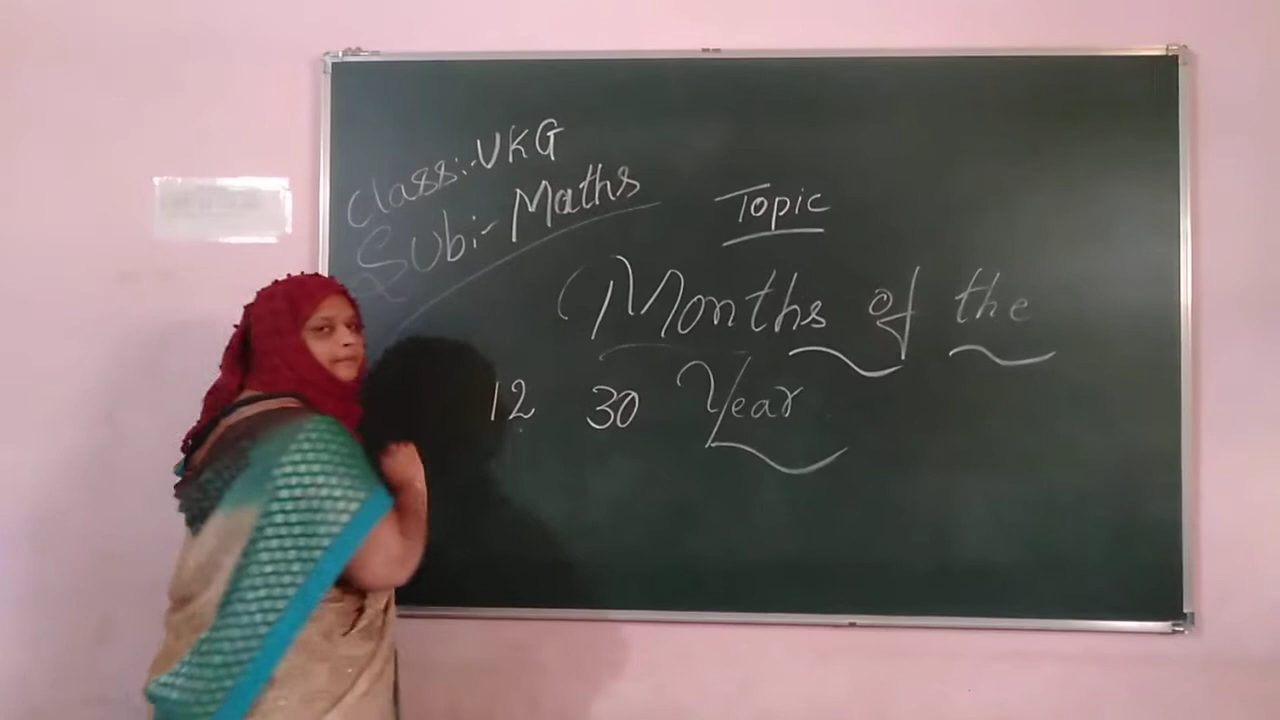 Class:-UKG
Sub:-Maths
Topic
Months of the
12 30 Year